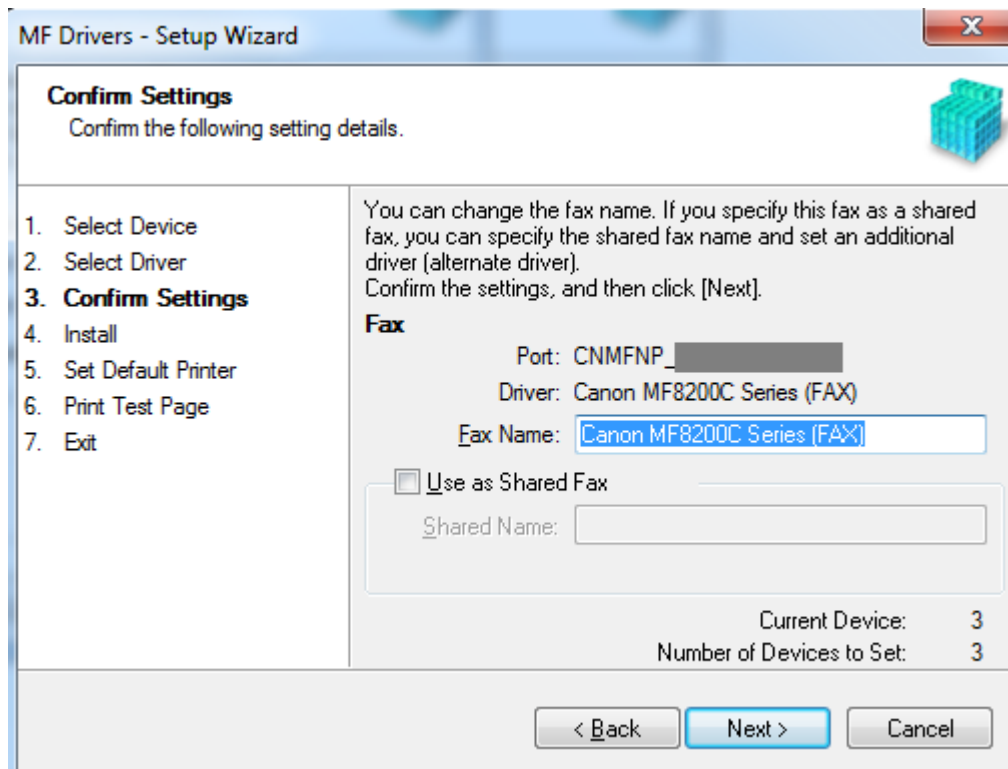 MF Drivers - Setup Wizard
Confirm Settings
Confirm the following setting details.
1. Select Device
2. Select Driver
3. Confirm Settings
4. Install
5. Set Default Printer
6. Print Test Page
7. Exit
You can change the fax name. If you specify this fax as a shared
fax, you can specify the shared fax name and set an additional
driver (alternate driver).
Confirm the settings, and then click [Next].
Fax
Port: CNMFNP_
Driver: Canon MF8200C Series (FAX)
Fax Name: Canon MF8200C Series (FAX)
Use as Shared Fax
Shared Name:
Current Device: 3
Number of Devices to Set: 3
< Back Next > Cancel